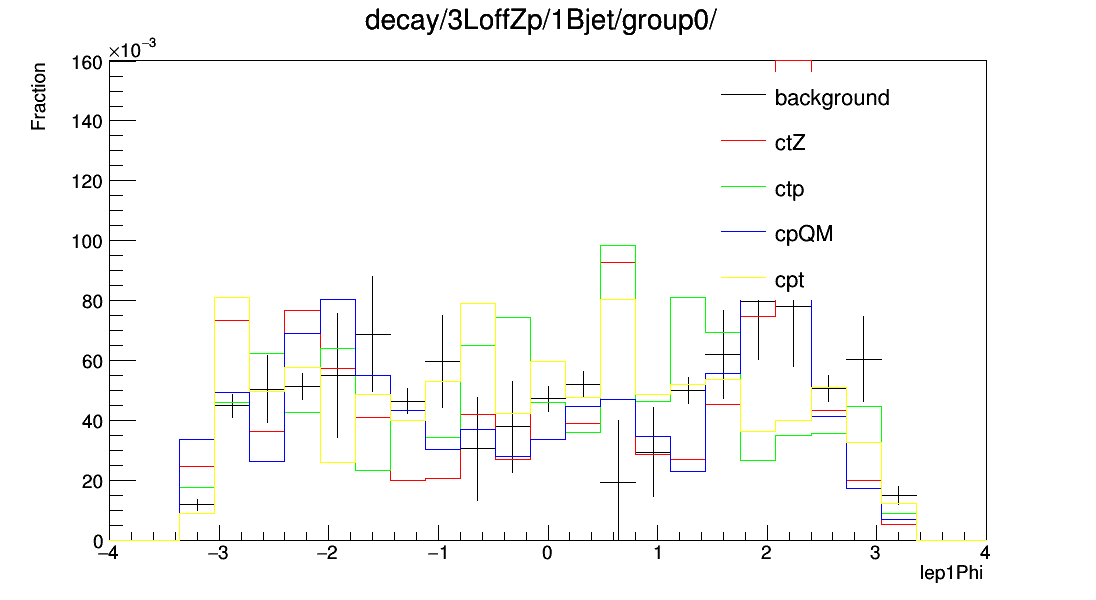 decay/3LoffZp/1Bjet/group0/
×10⁻³
Fraction
160
140
120
100
80
60
40
20
0
background
ctZ
ctp
cpQM
cpt
−4 −3 −2 −1 0 1 2 3 4
lep1Phi